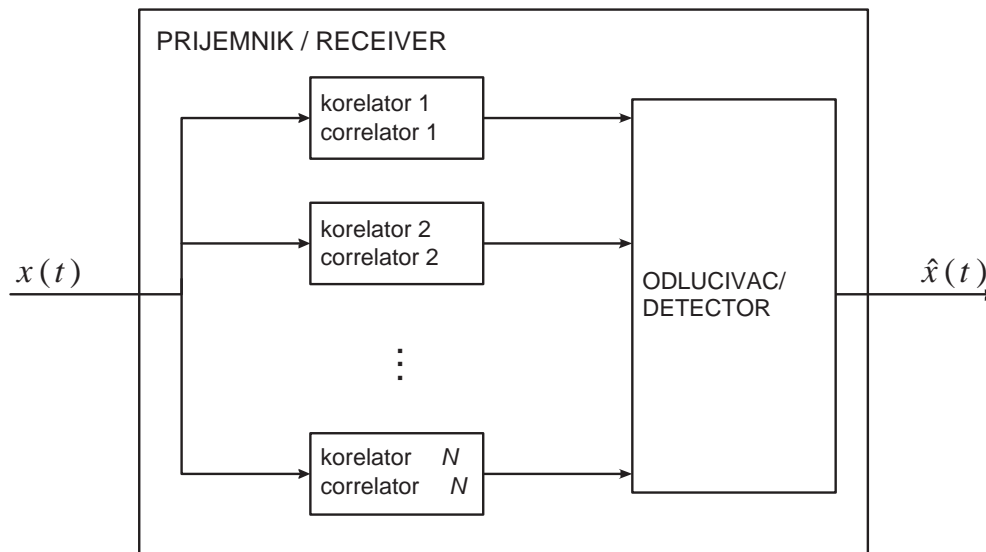 PRIJEMNIK / RECEIVER
korelator 1
correlator 1
korelator 2
correlator 2
x(t)
x̂(t)
ODLUCIVAC/
DETECTOR
⋮
korelator N
correlator N